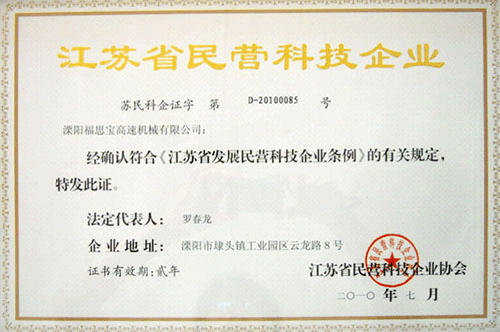 江苏省民营科技企业
苏民科企证字 第 D-20100085 号
溧阳福思宝高速机械有限公司:
经确认符合《江苏省发展民营科技企业条例》的有关规定,
特发此证。
法定代表人: 罗春龙
企业地址: 溧阳市埭头镇工业园区云龙路8号
证书有效期:贰年
江苏省民营科技企业协会
二〇一〇年七月